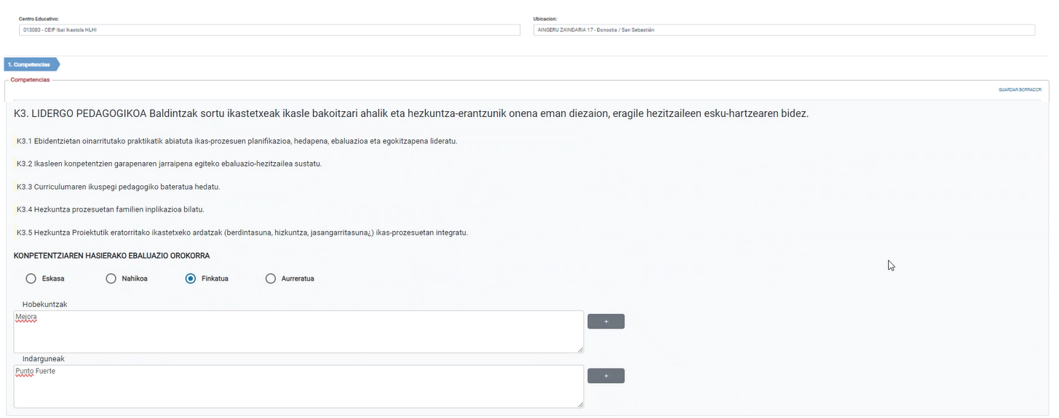 Centro Educativo:
Ubicacion:
013093 - CEIP Ibai Ikastola HLHI
AINGERU ZAINDARIA 17 - Donostia / San Sebastián
1. Competencias
Competencias
GUARDAR BORRADOR
K3. LIDERGO PEDAGOGIKOA Baldintzak sortu ikastetxeak ikasle bakoitzari ahalik eta hezkuntza-erantzunik onena eman diezaion, eragile hezitzaileen esku-hartzearen bidez.
K3.1 Ebidentzietan oinarritutako praktikatik abiatuta ikas-prozesuen planifikazioa, hedapena, ebaluazioa eta egokitzapena lideratu.
K3.2 Ikasleen konpetentzien garapenaren jarraipena egiteko ebaluazio-hezitzailea sustatu.
K3.3 Curriculumaren ikuspegi pedagogiko bateratua hedatu.
K3.4 Hezkuntza prozesuetan familien inplikazioa bilatu.
K3.5 Hezkuntza Proiektutik eratorritako ikastetxeko ardatzak (berdintasuna, hizkuntza, jasangarritasuna¿) ikas-prozesuetan integratu.
KONPETENTZIAREN HASIERAKO EBALUAZIO OROKORRA
Eskasa Nahikoa Finkatua Aurreratua
Hobekuntzak
Mejora
+
Indarguneak
Punto Fuerte
+